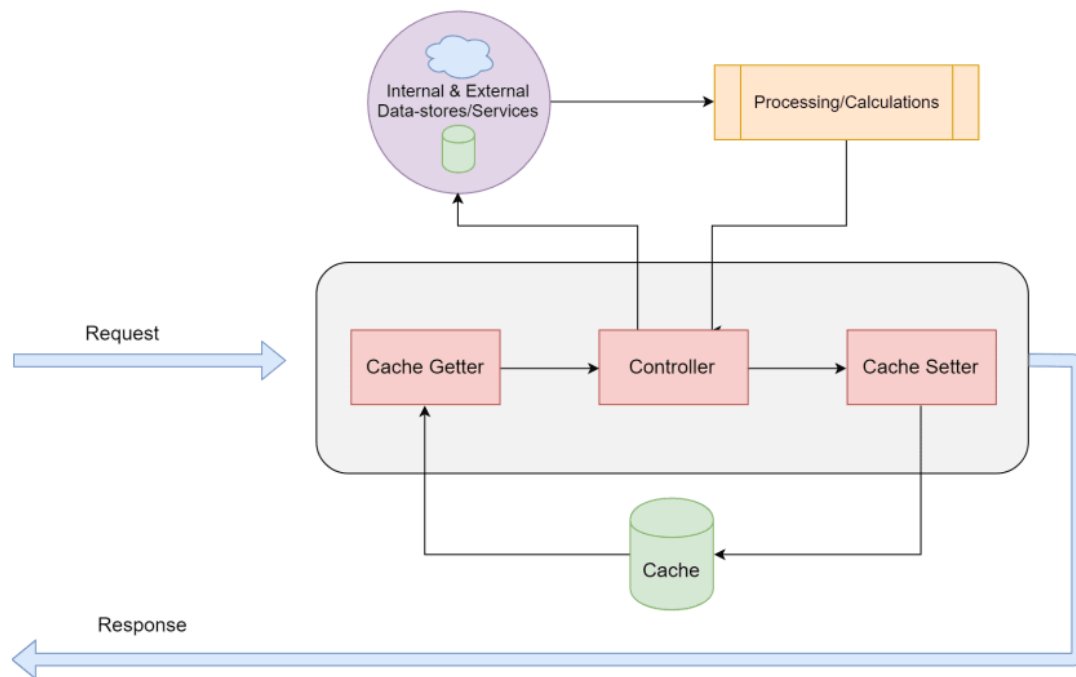 Internal & External
Data-stores/Services
Processing/Calculations
Request
Cache Getter
Controller
Cache Setter
Cache
Response